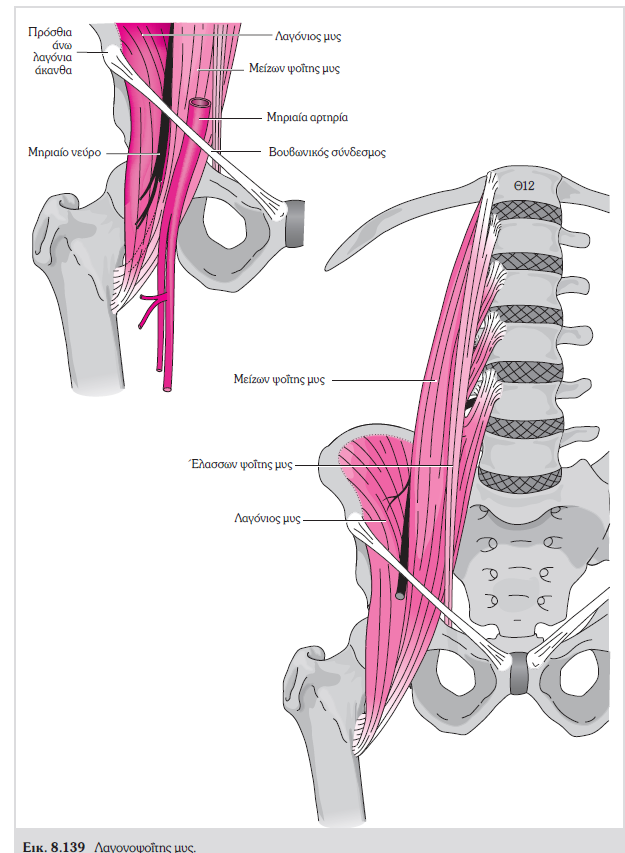 Πρόσθια
άνω
λαγόνια
άκανθα
Λαγόνιος μυς
Μείζων ψοΐτης μυς
Μηριαία αρτηρία
Μηριαίο νεύρο
Βουβωνικός σύνδεσμος
Θ12
Μείζων ψοΐτης μυς
Έλασσων ψοΐτης μυς
Λαγόνιος μυς
Εικ. 8.139 Λαγονοψοΐτης μυς.